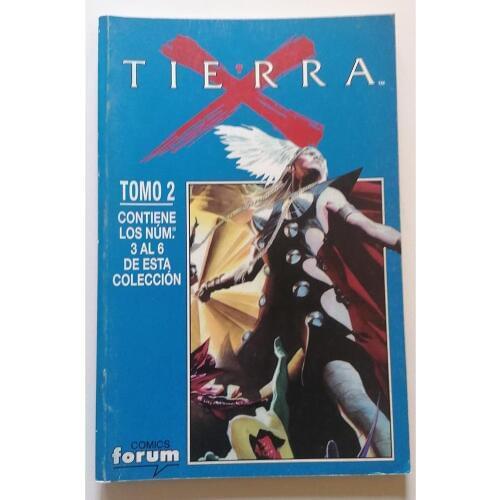 TIERRA
X
TOMO 2
CONTIENE
LOS NÚM.ˢ
3 AL 6
DE ESTA
COLECCIÓN
COMICS
forum